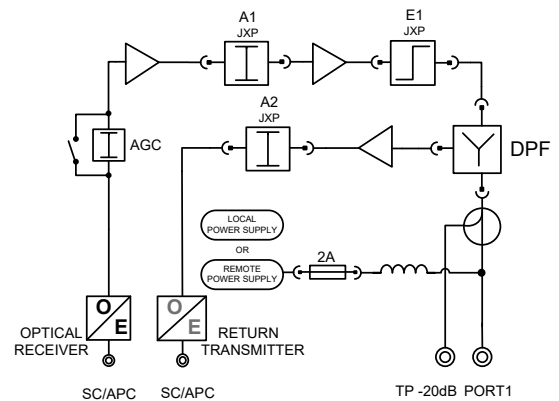 A1
JXP
E1
JXP
A2
JXP
AGC
DPF
LOCAL
POWER SUPPLY
OR
REMOTE
POWER SUPPLY
2A
O
E
O
E
OPTICAL
RECEIVER
RETURN
TRANSMITTER
SC/APC
SC/APC
TP -20dB
PORT1